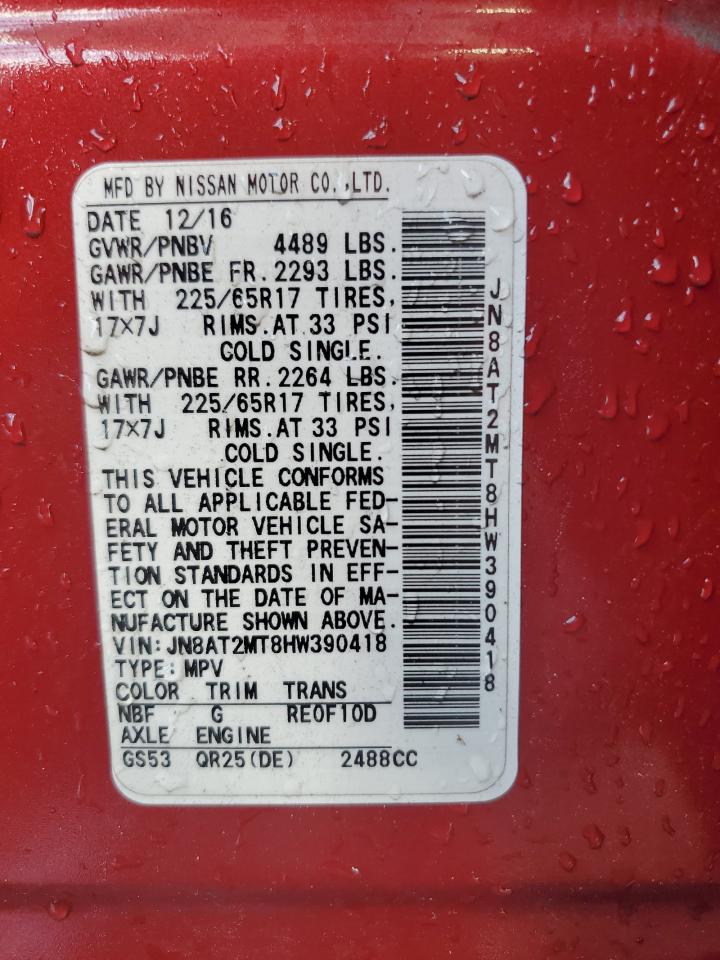 MFD BY NISSAN MOTOR CO.,LTD.
DATE 12/16
GVWR/PNBV 4489 LBS.
GAWR/PNBE FR. 2293 LBS.
WITH 225/65R17 TIRES,
17×7J RIMS.AT 33 PSI
COLD SINGLE.
GAWR/PNBE RR. 2264 LBS.
WITH 225/65R17 TIRES,
17×7J RIMS.AT 33 PSI
COLD SINGLE.
THIS VEHICLE CONFORMS
TO ALL APPLICABLE FED-
ERAL MOTOR VEHICLE SA-
FETY AND THEFT PREVEN-
TION STANDARDS IN EFF-
ECT ON THE DATE OF MA-
NUFACTURE SHOWN ABOVE.
VIN:JN8AT2MT8HW390418
TYPE:MPV
COLOR TRIM TRANS
NBF G RE0F10D
AXLE ENGINE
GS53 QR25(DE) 2488CC
JN8AT2MT8HW390418